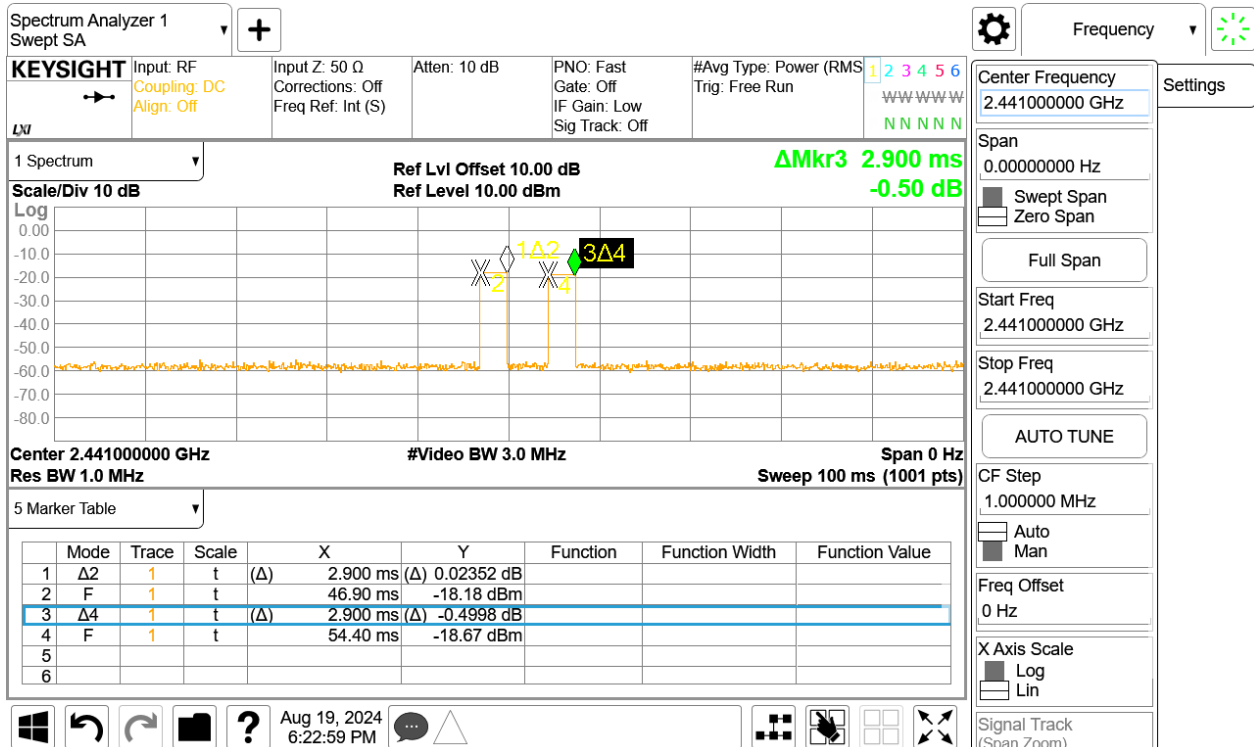 Spectrum Analyzer 1
Swept SA
Frequency
KEYSIGHT
LXI
Input: RF
Coupling: DC
Align: Off
Input Z: 50 Ω
Corrections: Off
Freq Ref: Int (S)
Atten: 10 dB
PNO: Fast
Gate: Off
IF Gain: Low
Sig Track: Off
#Avg Type: Power (RMS
Trig: Free Run
1 2 3 4 5 6
W W W W W
N N N N N
1 Spectrum
Scale/Div 10 dB
Ref Lvl Offset 10.00 dB
Ref Level 10.00 dBm
ΔMkr3 2.900 ms
-0.50 dB
Log
0.00
-10.0
-20.0
-30.0
-40.0
-50.0
-60.0
-70.0
-80.0
1Δ2
2
3Δ4
4
Center 2.441000000 GHz
#Video BW 3.0 MHz
Span 0 Hz
Res BW 1.0 MHz
Sweep 100 ms (1001 pts)
5 Marker Table
Mode Trace Scale X Y Function Function Width Function Value
1 Δ2 1 t (Δ) 2.900 ms (Δ) 0.02352 dB
2 F 1 t 46.90 ms -18.18 dBm
3 Δ4 1 t (Δ) 2.900 ms (Δ) -0.4998 dB
4 F 1 t 54.40 ms -18.67 dBm
5
6
Aug 19, 2024
6:22:59 PM
Center Frequency
2.441000000 GHz
Span
0.00000000 Hz
Swept Span
Zero Span
Full Span
Start Freq
2.441000000 GHz
Stop Freq
2.441000000 GHz
AUTO TUNE
CF Step
1.000000 MHz
Auto
Man
Freq Offset
0 Hz
X Axis Scale
Log
Lin
Signal Track
(Span Zoom)
Settings